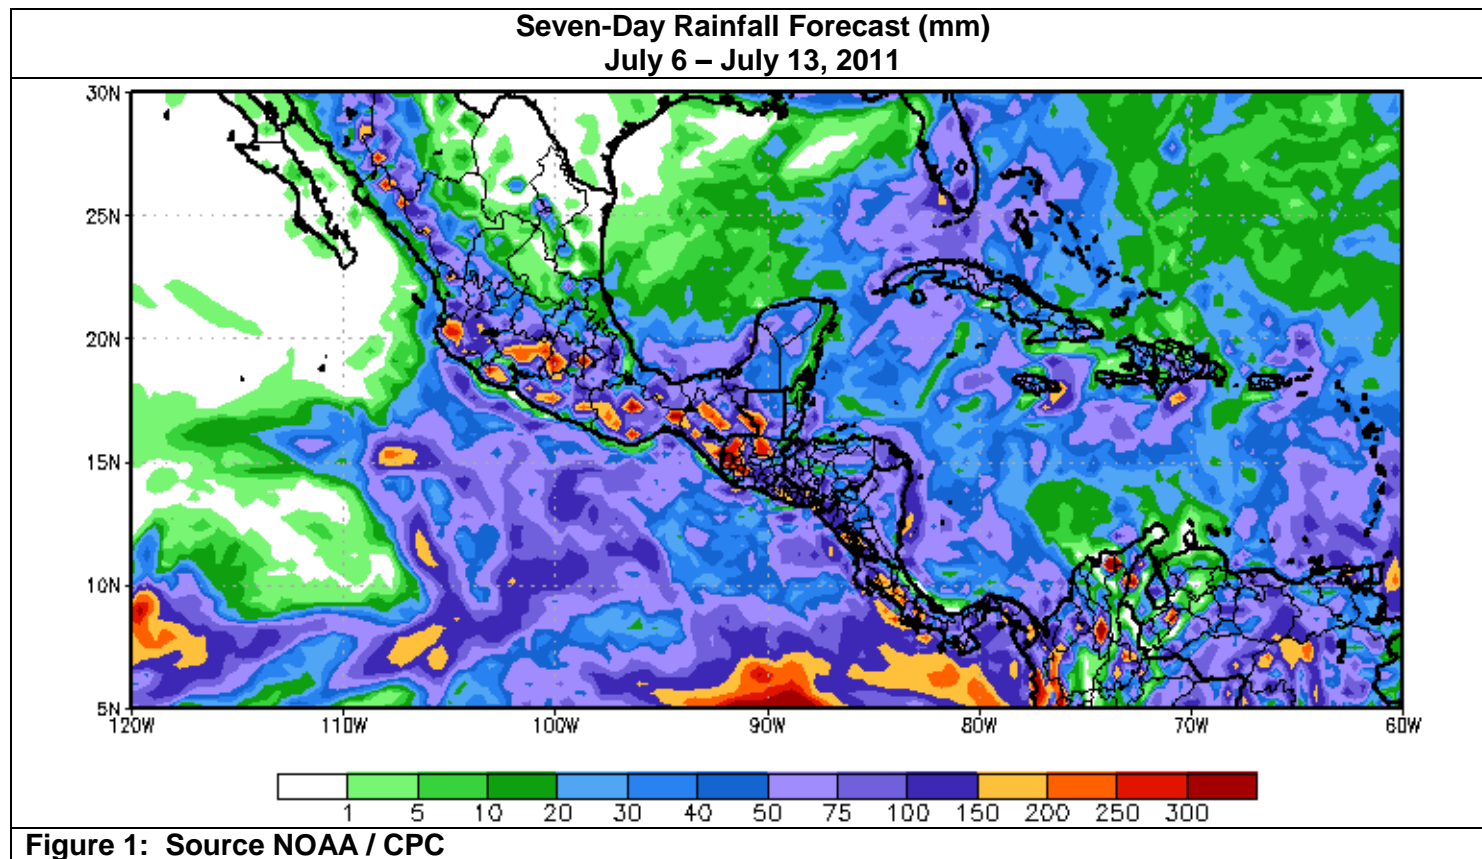 Seven-Day Rainfall Forecast (mm)
July 6 – July 13, 2011
30N
25N
20N
15N
10N
5N
120W 110W 100W 90W 80W 70W 60W
1 5 10 20 30 40 50 75 100 150 200 250 300
Figure 1: Source NOAA / CPC